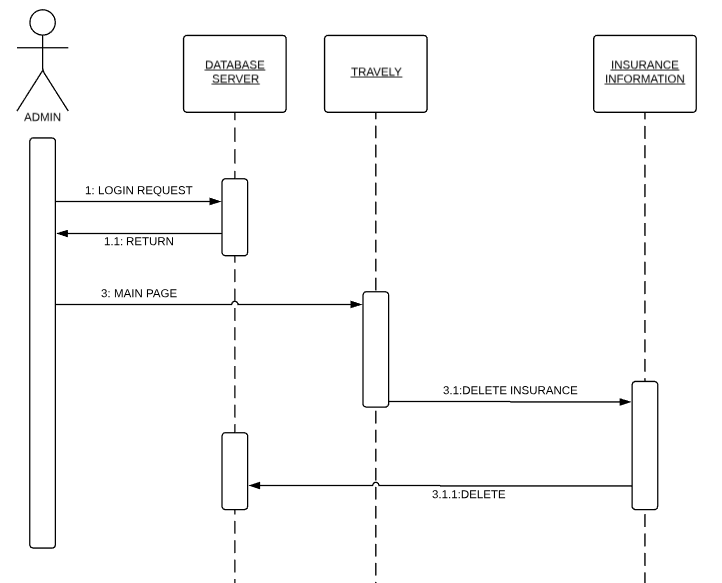 DATABASE
SERVER
TRAVELY
INSURANCE
INFORMATION
ADMIN
1: LOGIN REQUEST
1.1: RETURN
3: MAIN PAGE
3.1:DELETE INSURANCE
3.1.1:DELETE